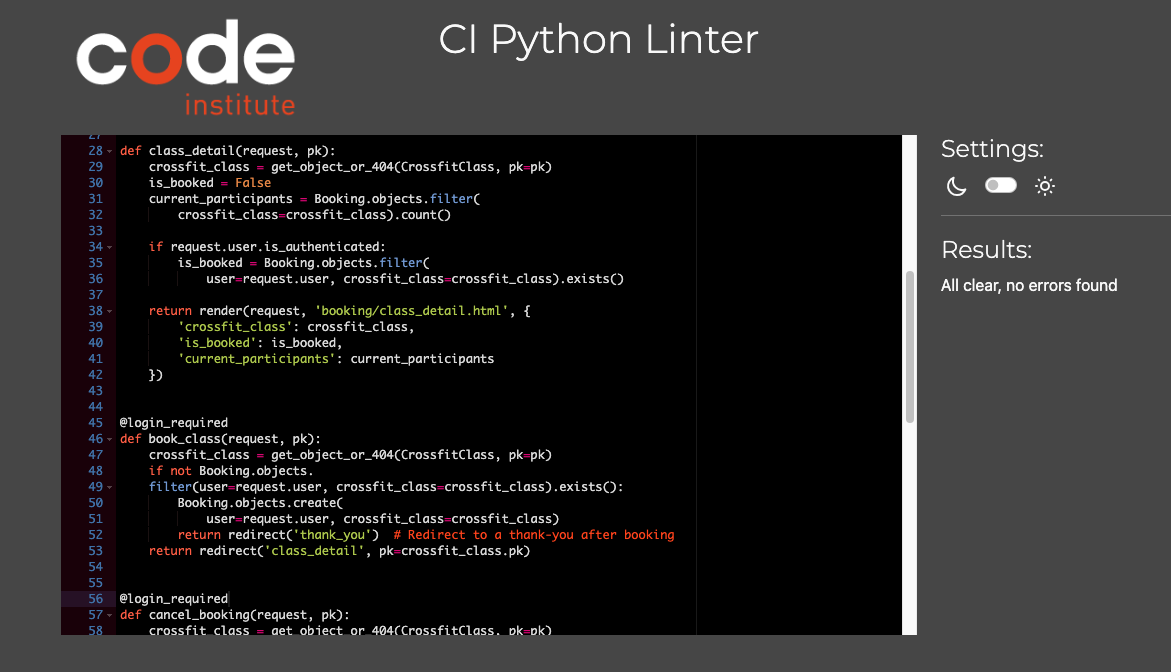 code
institute
CI Python Linter
27
28 def class_detail(request, pk):
29     crossfit_class = get_object_or_404(CrossfitClass, pk=pk)
30     is_booked = False
31     current_participants = Booking.objects.filter(
32         crossfit_class=crossfit_class).count()
33
34     if request.user.is_authenticated:
35         is_booked = Booking.objects.filter(
36             user=request.user, crossfit_class=crossfit_class).exists()
37
38     return render(request, 'booking/class_detail.html', {
39         'crossfit_class': crossfit_class,
40         'is_booked': is_booked,
41         'current_participants': current_participants
42     })
43
44
45 @login_required
46 def book_class(request, pk):
47     crossfit_class = get_object_or_404(CrossfitClass, pk=pk)
48     if not Booking.objects.
49     filter(user=request.user, crossfit_class=crossfit_class).exists():
50         Booking.objects.create(
51             user=request.user, crossfit_class=crossfit_class)
52         return redirect('thank_you')  # Redirect to a thank-you after booking
53     return redirect('class_detail', pk=crossfit_class.pk)
54
55
56 @login_required
57 def cancel_booking(request, pk):
58     crossfit_class = get_object_or_404(CrossfitClass, pk=pk)
Settings:
Results:
All clear, no errors found